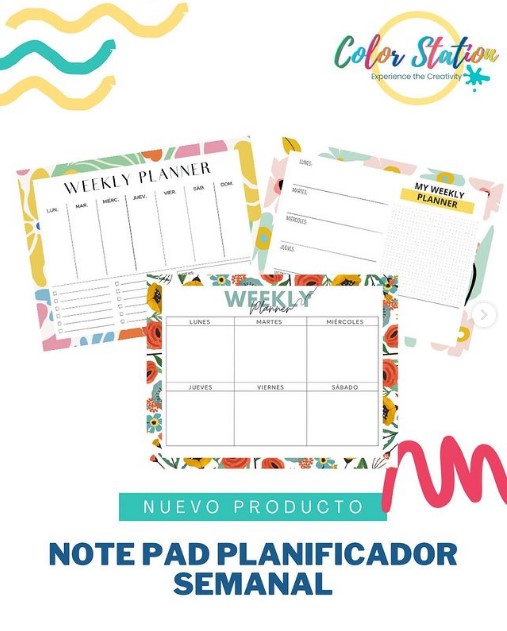 Color Station
Experience the Creativity
WEEKLY PLANNER
LUN. MAR. MIÉRC. JUEV. VIER. SÁB. DOM.
LUNES
MARTES
MIÉRCOLES
JUEVES
MY WEEKLY
PLANNER
WEEKLY
Planner
LUNES MARTES MIÉRCOLES
JUEVES VIERNES SÁBADO
NUEVO PRODUCTO
NOTE PAD PLANIFICADOR
SEMANAL